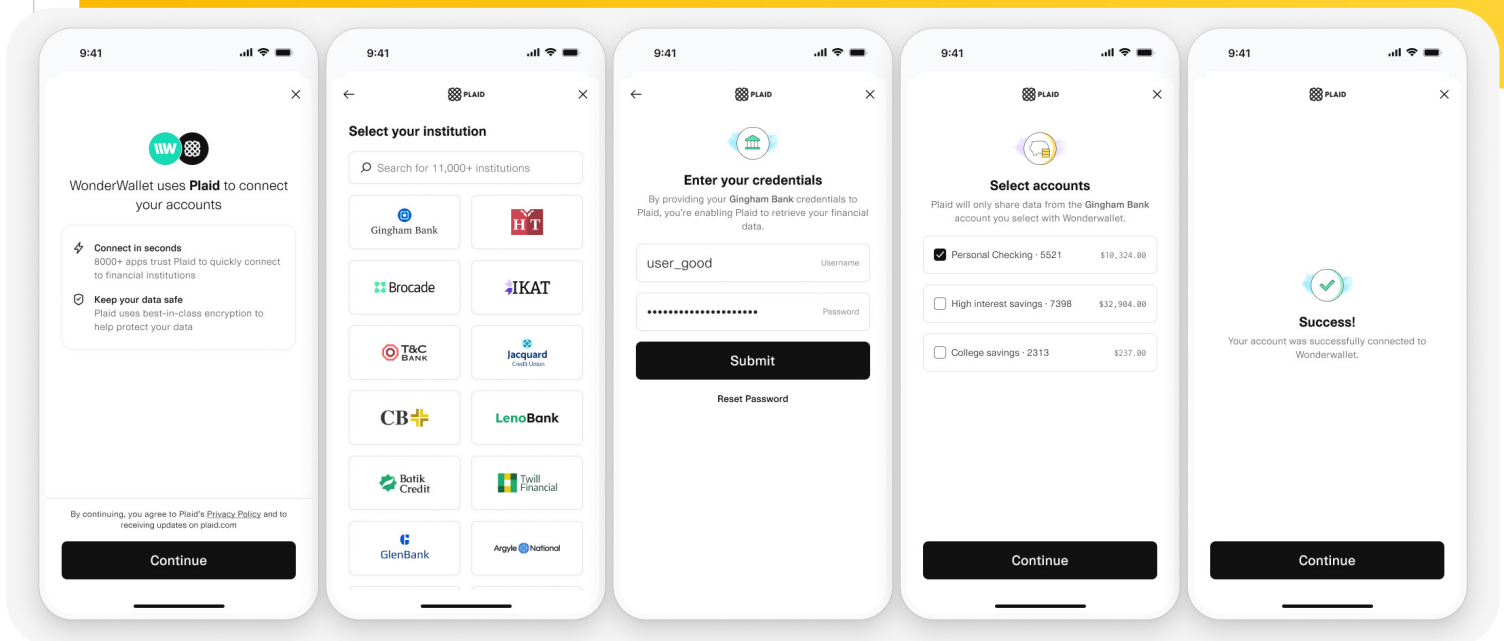 9:41
WonderWallet uses Plaid to connect
your accounts
Connect in seconds
8000+ apps trust Plaid to quickly connect
to financial institutions
Keep your data safe
Plaid uses best-in-class encryption to
help protect your data
By continuing, you agree to Plaid's Privacy Policy and to
receiving updates on plaid.com
Continue
9:41
PLAID
Select your institution
Search for 11,000+ institutions
Gingham Bank
HT
Brocade
IKAT
T&C
BANK
Jacquard
Credit Union
CB
LenoBank
Batik
Credit
Twill
Financial
GlenBank
Argyle National
9:41
PLAID
Enter your credentials
By providing your Gingham Bank credentials to
Plaid, you're enabling Plaid to retrieve your financial
data.
user_good Username
•••••••••••••••••••• Password
Submit
Reset Password
9:41
PLAID
Select accounts
Plaid will only share data from the Gingham Bank
account you select with Wonderwallet.
Personal Checking · 5521 $10,324.00
High interest savings · 7398 $32,904.00
College savings · 2313 $237.00
Continue
9:41
PLAID
Success!
Your account was successfully connected to
Wonderwallet.
Continue